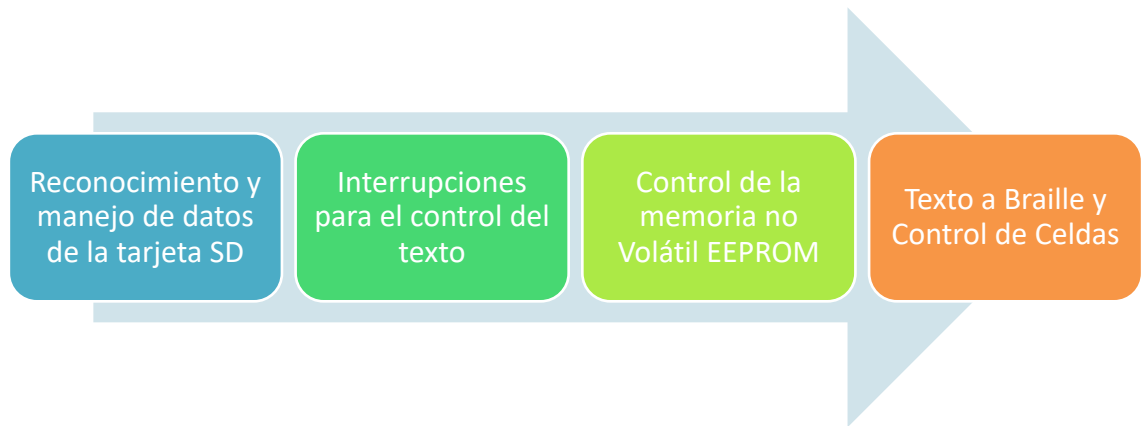 Reconocimiento y
manejo de datos
de la tarjeta SD
Interrupciones
para el control del
texto
Control de la
memoria no
Volátil EEPROM
Texto a Braille y
Control de Celdas